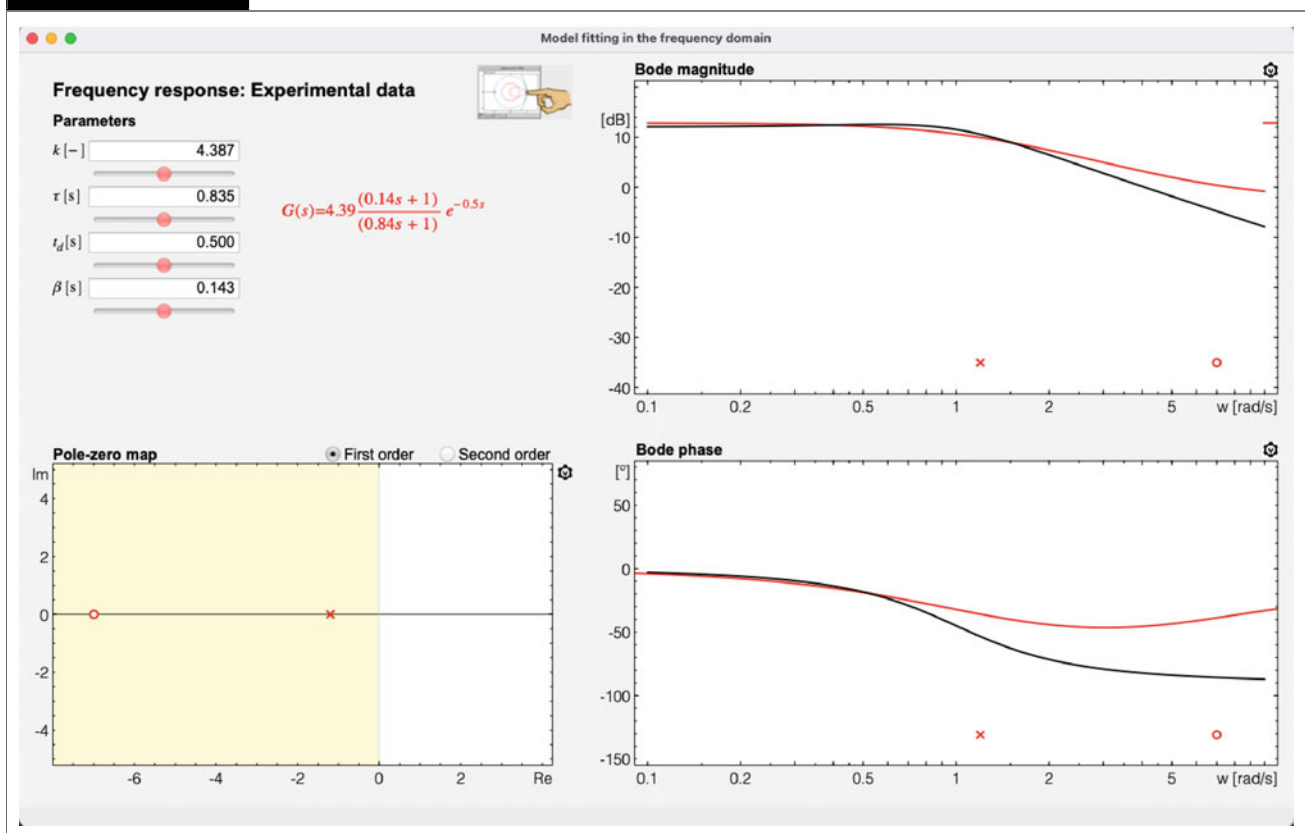 Model fitting in the frequency domain
Frequency response: Experimental data
Parameters
k [−] 4.387
τ [s] 0.835
t_d[s] 0.500
β [s] 0.143
G(s)=4.39 (0.14s + 1) / (0.84s + 1) e^{−0.5s}
Bode magnitude
[dB]
10
0
-10
-20
-30
-40
0.1 0.2 0.5 1 2 5 w [rad/s]
Pole-zero map First order Second order
Im
4
2
0
-2
-4
-6 -4 -2 0 2 Re
Bode phase
[º]
50
0
-50
-100
-150
0.1 0.2 0.5 1 2 5 w [rad/s]